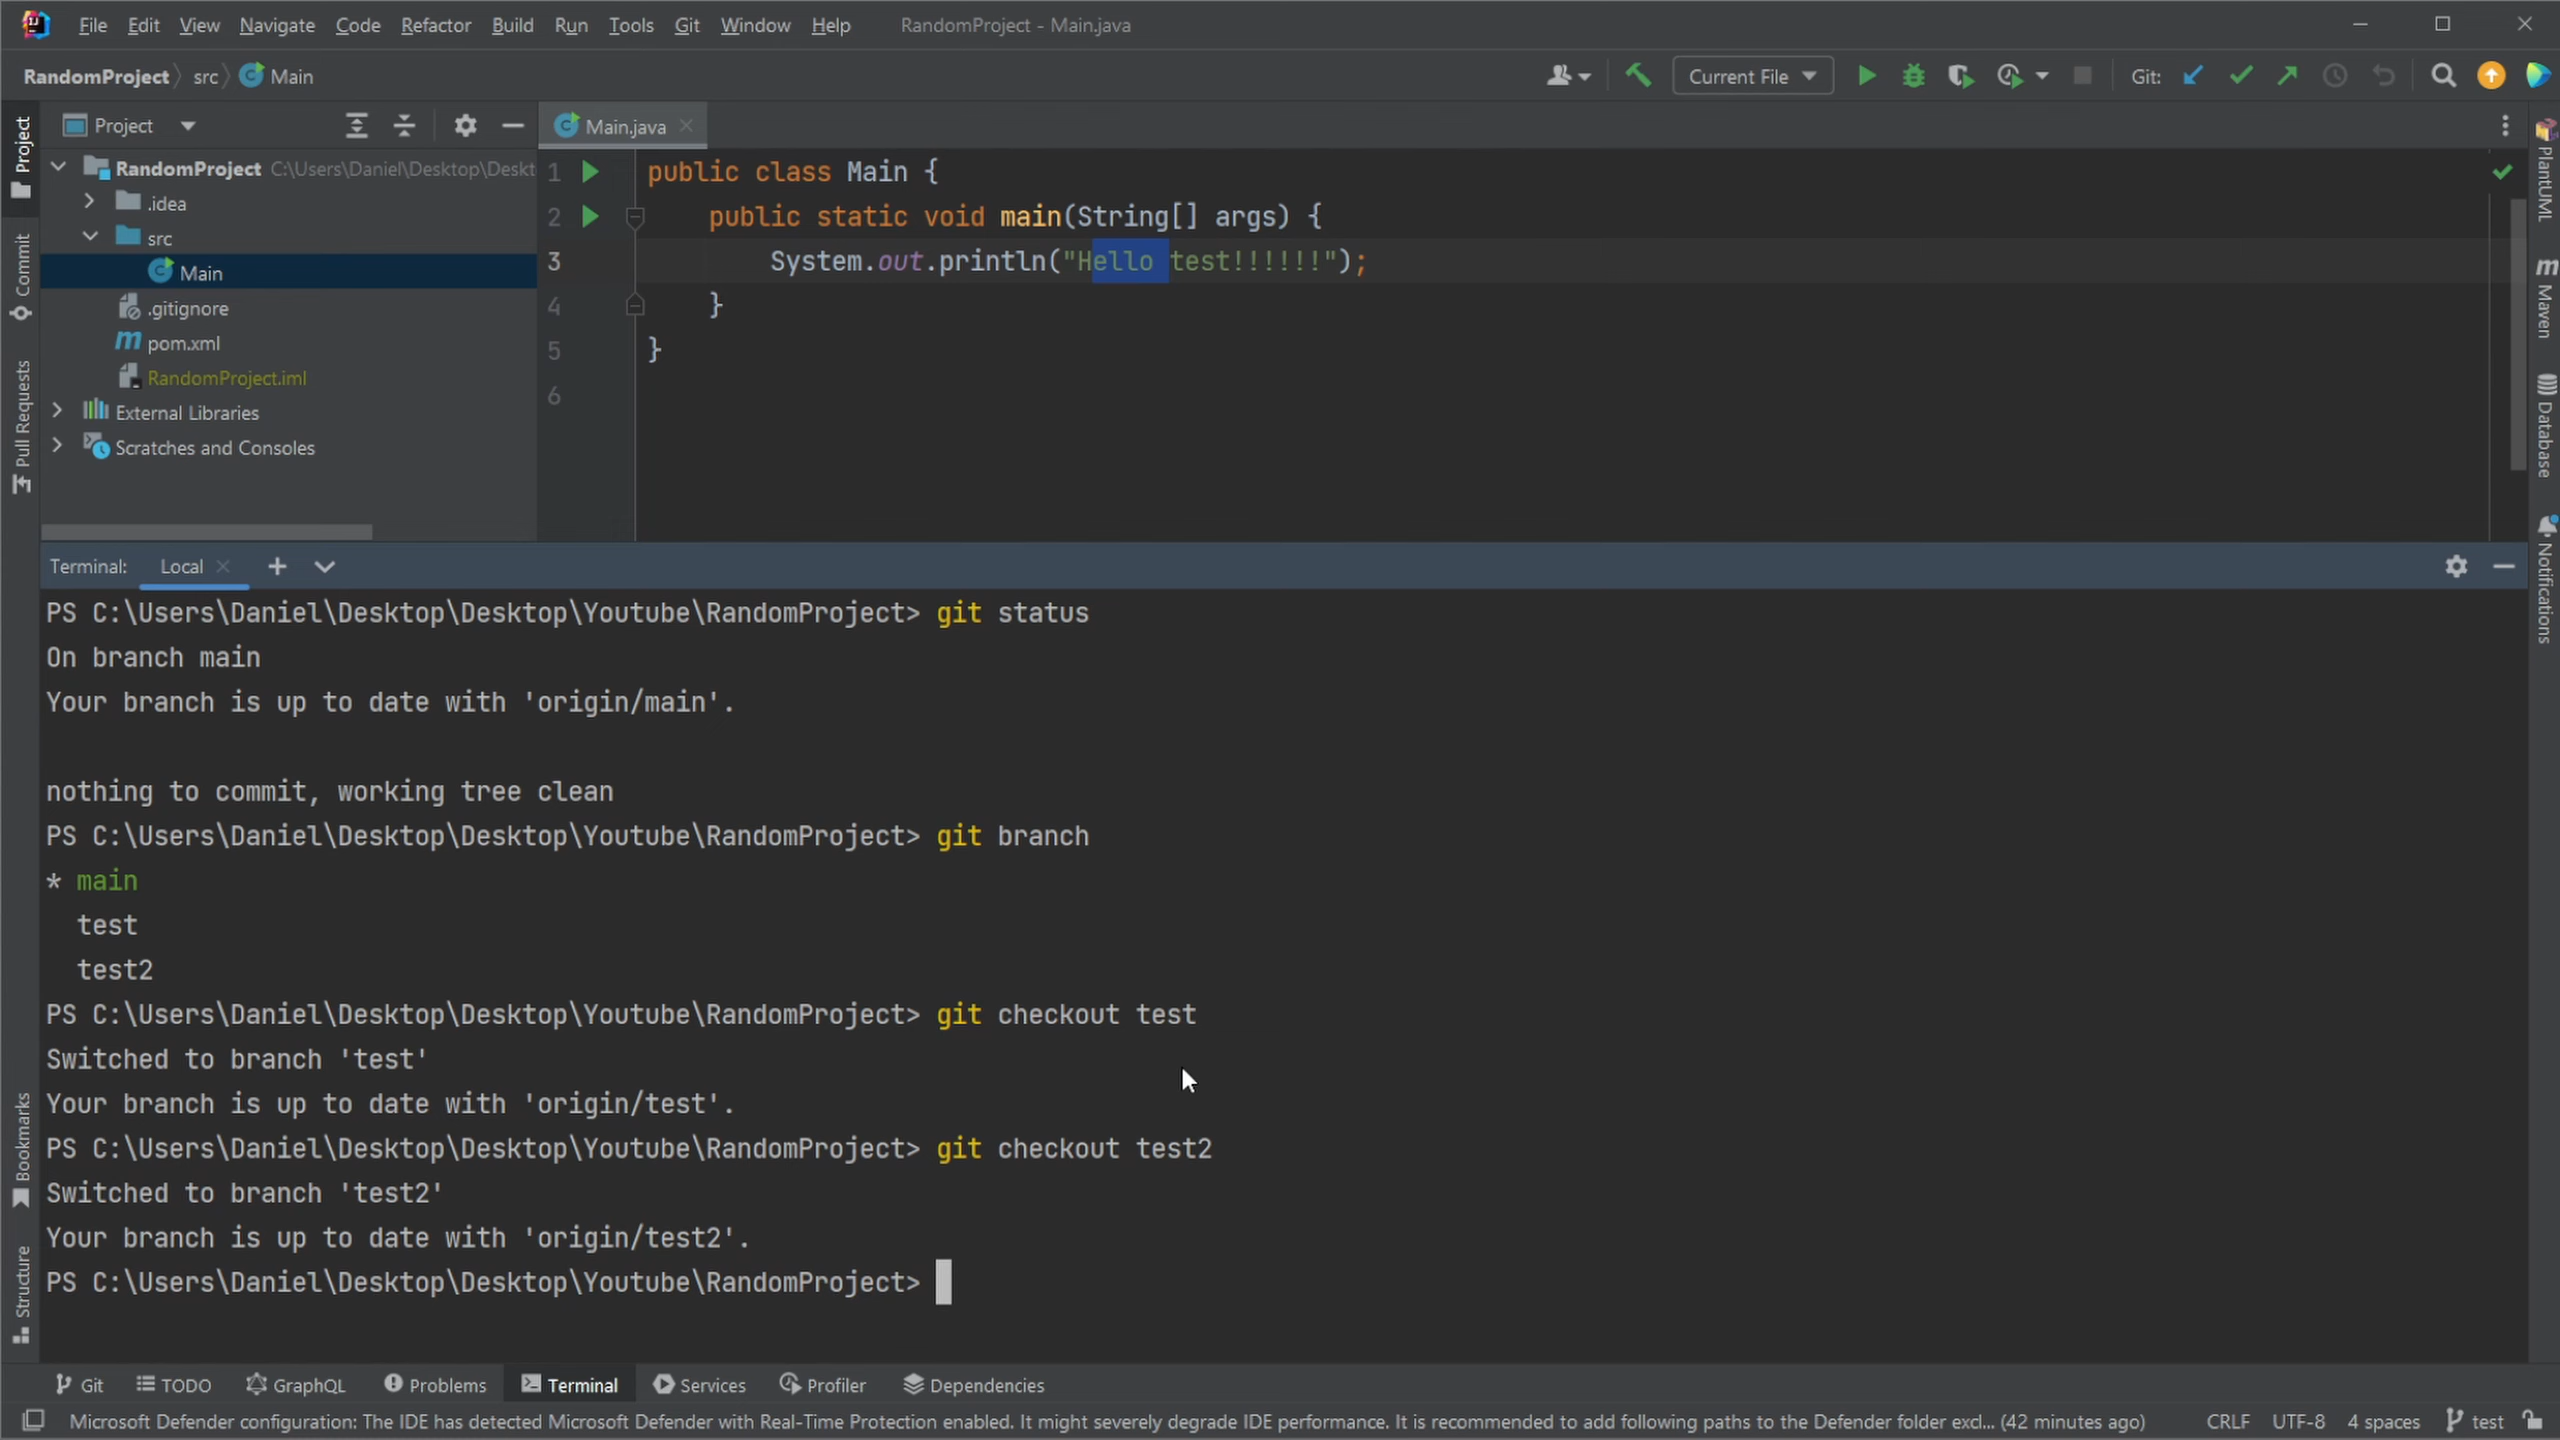 File Edit View Navigate Code Refactor Build Run Tools Git Window Help RandomProject - Main.java
RandomProject src Main Current File Git:
Project
Main.java
RandomProject C:\Users\Daniel\Desktop\Deskt
.idea
src
Main
.gitignore
pom.xml
RandomProject.iml
External Libraries
Scratches and Consoles
1 public class Main {
2 public static void main(String[] args) {
3 System.out.println("Hello test!!!!!!");
4 }
5 }
6
Project
Commit
Pull Requests
Bookmarks
Structure
PlantUML
Maven
Database
Notifications
Terminal: Local
PS C:\Users\Daniel\Desktop\Desktop\Youtube\RandomProject> git status
On branch main
Your branch is up to date with 'origin/main'.
nothing to commit, working tree clean
PS C:\Users\Daniel\Desktop\Desktop\Youtube\RandomProject> git branch
* main
test
test2
PS C:\Users\Daniel\Desktop\Desktop\Youtube\RandomProject> git checkout test
Switched to branch 'test'
Your branch is up to date with 'origin/test'.
PS C:\Users\Daniel\Desktop\Desktop\Youtube\RandomProject> git checkout test2
Switched to branch 'test2'
Your branch is up to date with 'origin/test2'.
PS C:\Users\Daniel\Desktop\Desktop\Youtube\RandomProject>
Git TODO GraphQL Problems Terminal Services Profiler Dependencies
Microsoft Defender configuration: The IDE has detected Microsoft Defender with Real-Time Protection enabled. It might severely degrade IDE performance. It is recommended to add following paths to the Defender folder excl... (42 minutes ago) CRLF UTF-8 4 spaces test